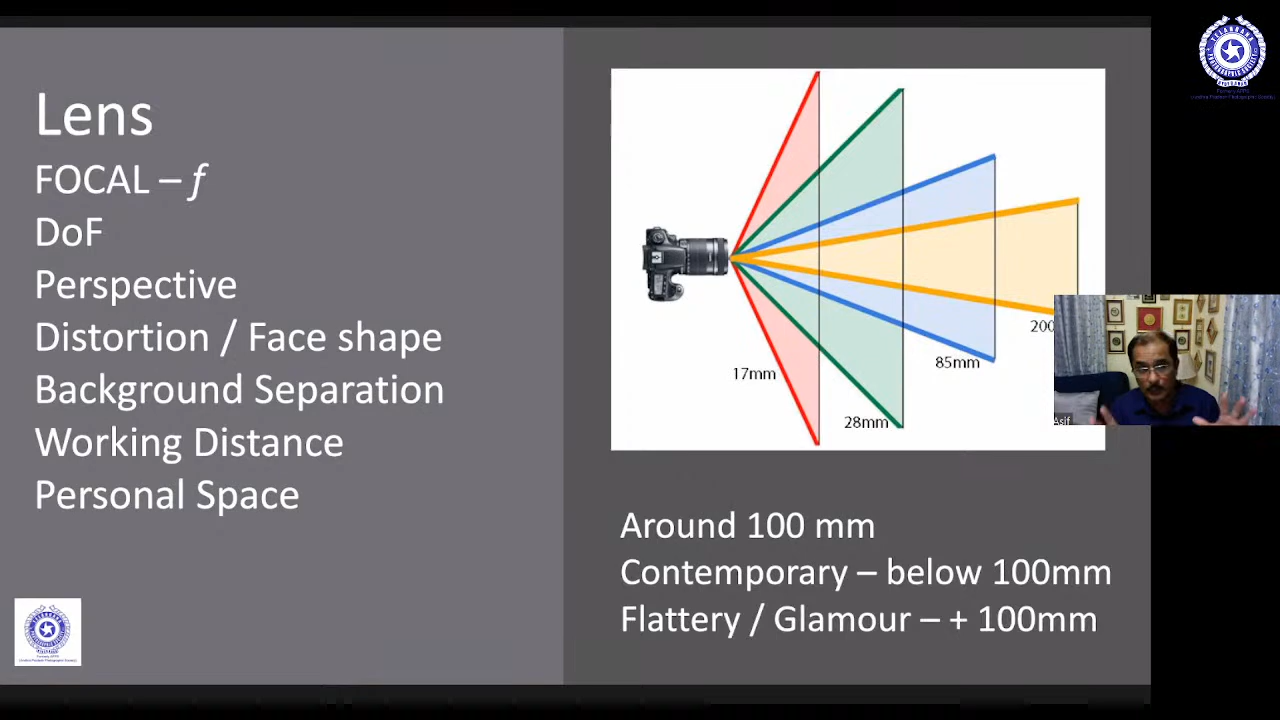 Lens
FOCAL – f
DoF
Perspective
Distortion / Face shape
Background Separation
Working Distance
Personal Space
17mm
28mm
85mm
200
Asif
Around 100 mm
Contemporary – below 100mm
Flattery / Glamour – + 100mm